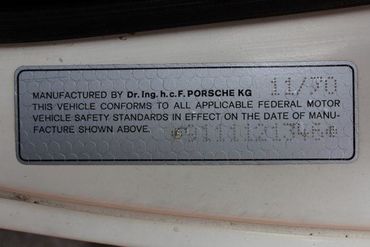 MANUFACTURED BY Dr. Ing. h.c. F. PORSCHE KG 11/70
THIS VEHICLE CONFORMS TO ALL APPLICABLE FEDERAL MOTOR
VEHICLE SAFETY STANDARDS IN EFFECT ON THE DATE OF MANU-
FACTURE SHOWN ABOVE.